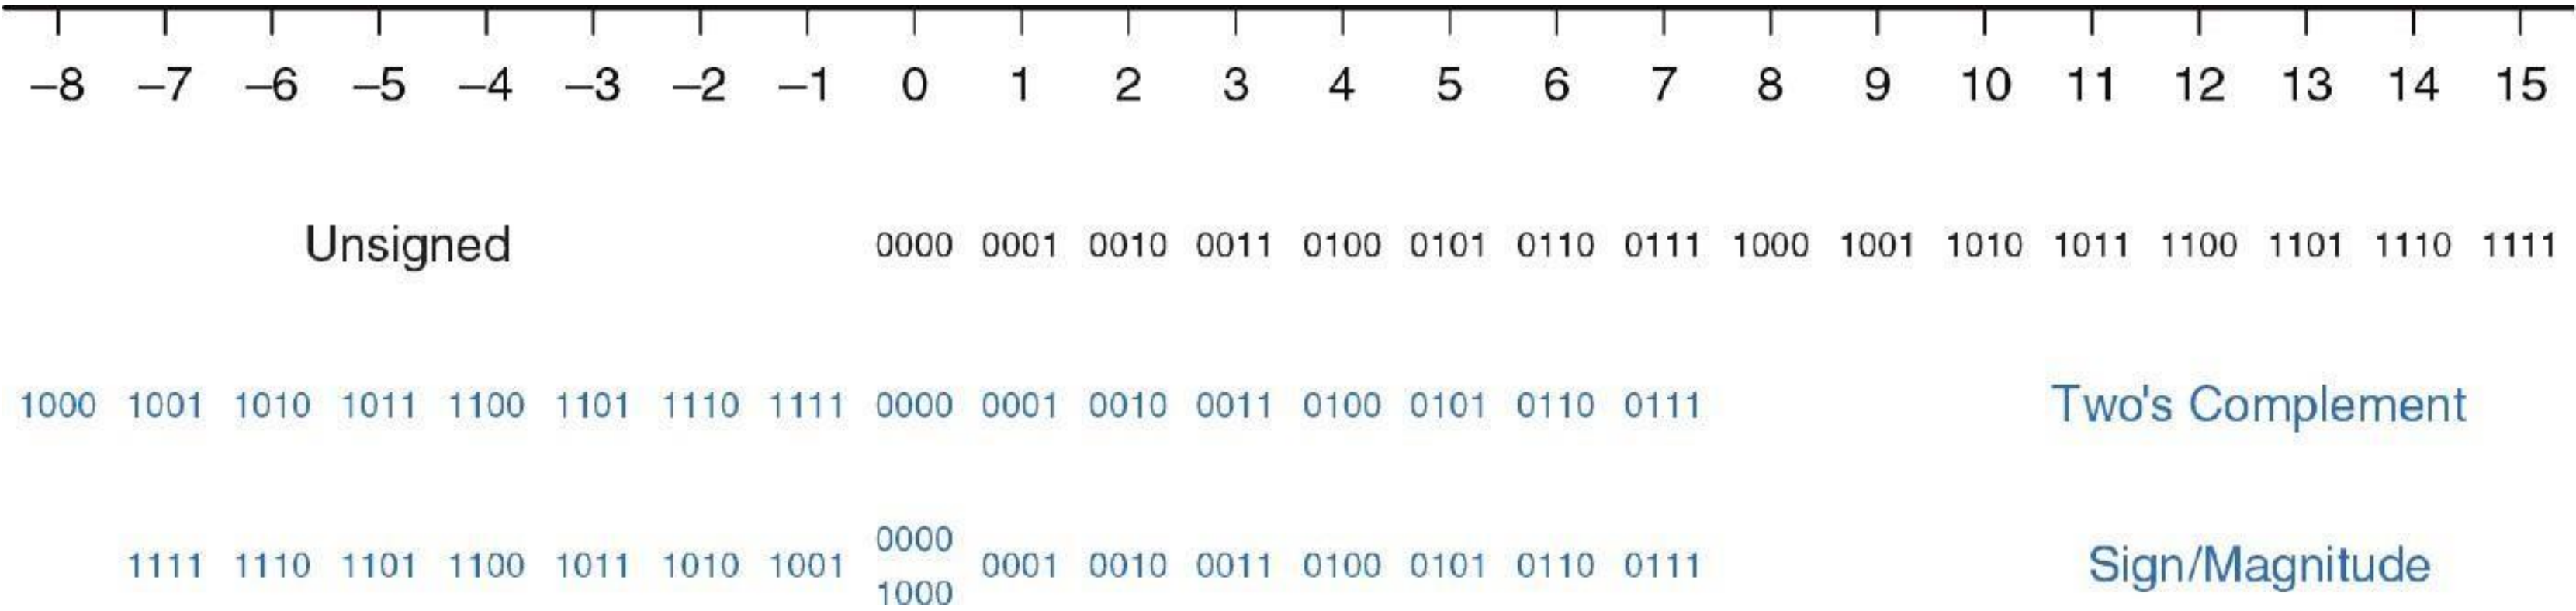 –8 –7 –6 –5 –4 –3 –2 –1 0 1 2 3 4 5 6 7 8 9 10 11 12 13 14 15
Unsigned 0000 0001 0010 0011 0100 0101 0110 0111 1000 1001 1010 1011 1100 1101 1110 1111
1000 1001 1010 1011 1100 1101 1110 1111 0000 0001 0010 0011 0100 0101 0110 0111 Two's Complement
0000
1111 1110 1101 1100 1011 1010 1001 0001 0010 0011 0100 0101 0110 0111 Sign/Magnitude
1000